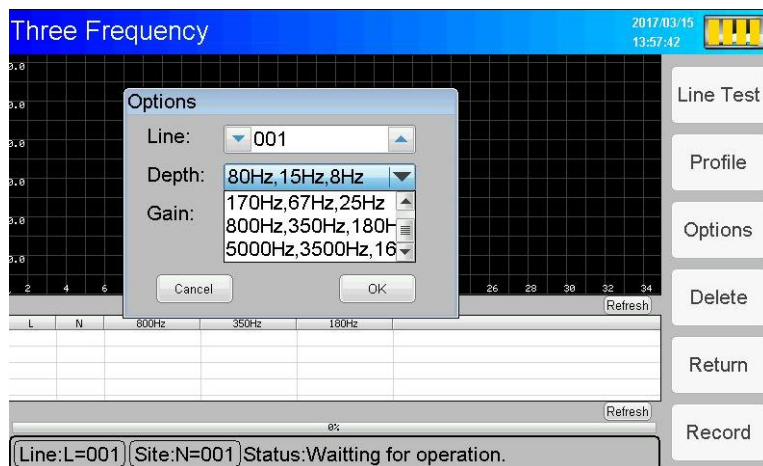 Three Frequency
2017/03/15
13:57:42
Line Test
Profile
Options
Delete
Return
Record
Options
Line:
001
Depth:
80Hz,15Hz,8Hz
170Hz,67Hz,25Hz
800Hz,350Hz,180H
5000Hz,3500Hz,16
Gain:
Cancel
OK
2 4 6 26 28 30 32 34
Refresh
L N 800Hz 350Hz 180Hz
Refresh
0%
Line:L=001 Site:N=001 Status:Waitting for operation.